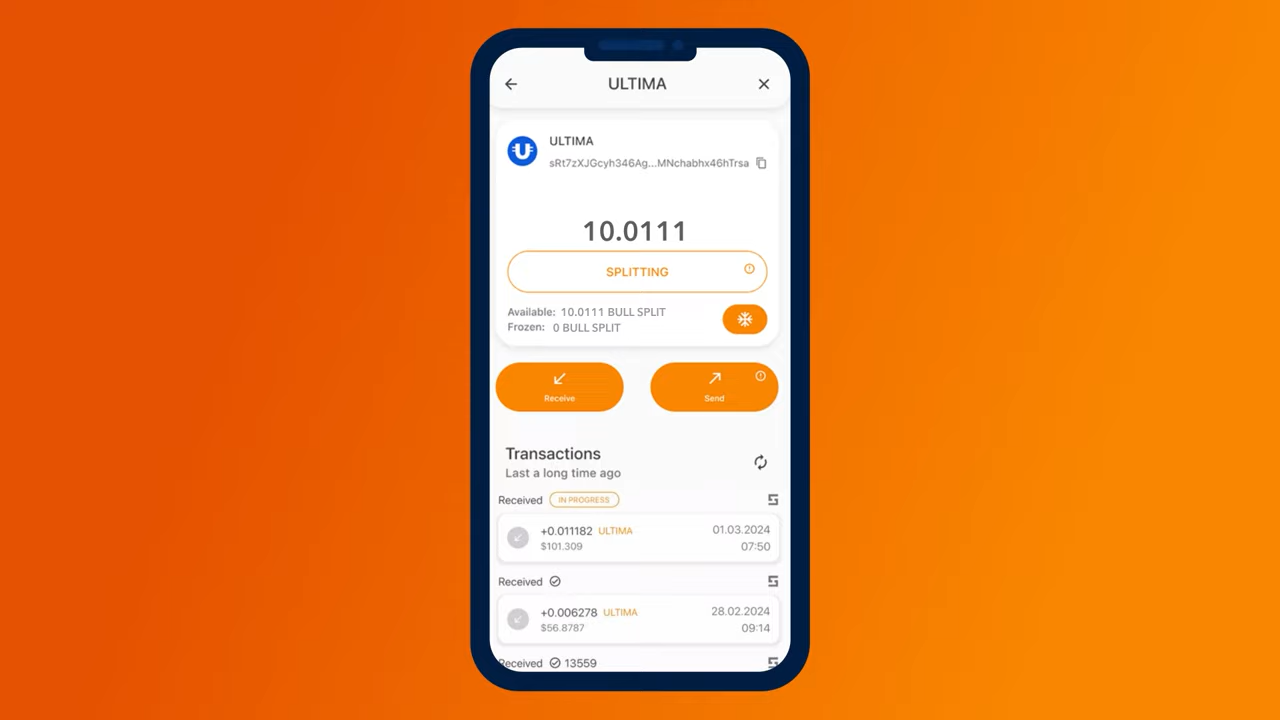 ULTIMA
ULTIMA
sRt7zXJGcyh346Ag...MNchabhx46hTrsa
10.0111
SPLITTING
Available: 10.0111 BULL SPLIT
Frozen: 0 BULL SPLIT
Receive
Send
Transactions
Last a long time ago
Received IN PROGRESS
+0.011182 ULTIMA 01.03.2024
$101.309 07:50
Received
+0.006278 ULTIMA 28.02.2024
$56.8787 09:14
Received 13559